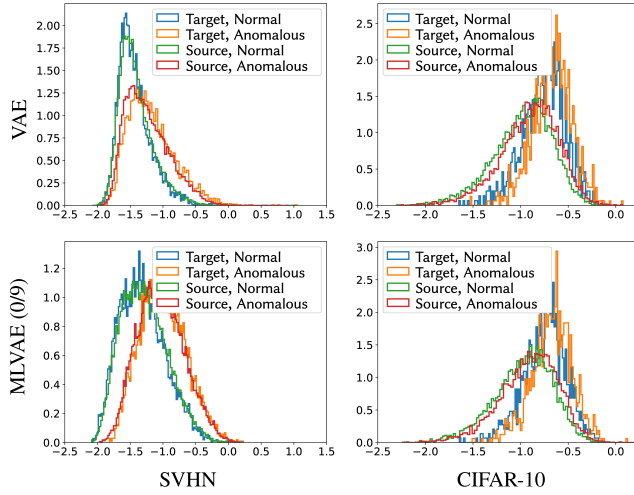 VAE
2.00
1.75
1.50
1.25
1.00
0.75
0.50
0.25
0.00
Target, Normal
Target, Anomalous
Source, Normal
Source, Anomalous
−2.5 −2.0 −1.5 −1.0 −0.5 0.0 0.5 1.0 1.5
2.5
2.0
1.5
1.0
0.5
0.0
Target, Normal
Target, Anomalous
Source, Normal
Source, Anomalous
−2.5 −2.0 −1.5 −1.0 −0.5 0.0
MLVAE (0/9)
1.2
1.0
0.8
0.6
0.4
0.2
0.0
Target, Normal
Target, Anomalous
Source, Normal
Source, Anomalous
−2.5 −2.0 −1.5 −1.0 −0.5 0.0 0.5 1.0 1.5
3.0
2.5
2.0
1.5
1.0
0.5
0.0
Target, Normal
Target, Anomalous
Source, Normal
Source, Anomalous
−2.5 −2.0 −1.5 −1.0 −0.5 0.0
SVHN
CIFAR-10